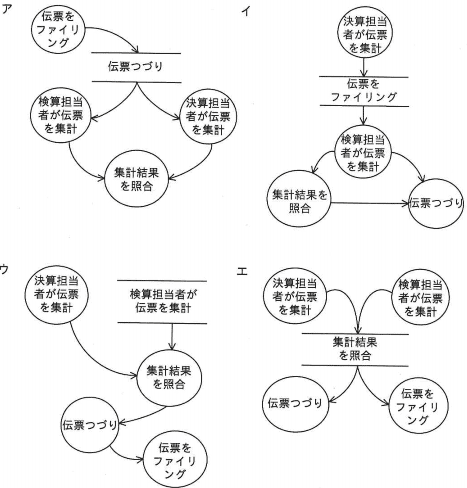 ア
伝票を
ファイリ
ング
伝票つづり
検算担当
者が伝票
を集計
決算担当
者が伝票
を集計
集計結果
を照合
イ
決算担当
者が伝票
を集計
伝票を
ファイリング
検算担当
者が伝票
を集計
集計結果を
照合
伝票つづり
ウ
決算担当
者が伝票
を集計
検算担当者が
伝票を集計
集計結果
を照合
伝票つづり
伝票を
ファイリ
ング
エ
決算担当
者が伝票
を集計
検算担当
者が伝票
を集計
集計結果
を照合
伝票つづり
伝票を
ファイリ
ング